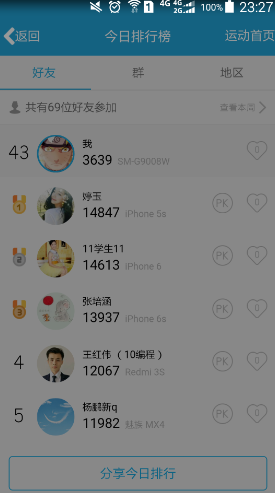 4G 4G 100% 23:27
返回 今日排行榜 运动首页
好友 群 地区
共有69位好友参加 查看本周
43 我
3639 SM-G9008W 0
1 婷玉
14847 iPhone 5s PK 0
2 11学生11
14613 iPhone 6 PK 0
3 张培涵
13937 iPhone 6s PK 0
4 王红伟（10编程）
12067 Redmi 3S PK 0
5 杨鹏新q
11982 魅族 MX4 PK 0
分享今日排行